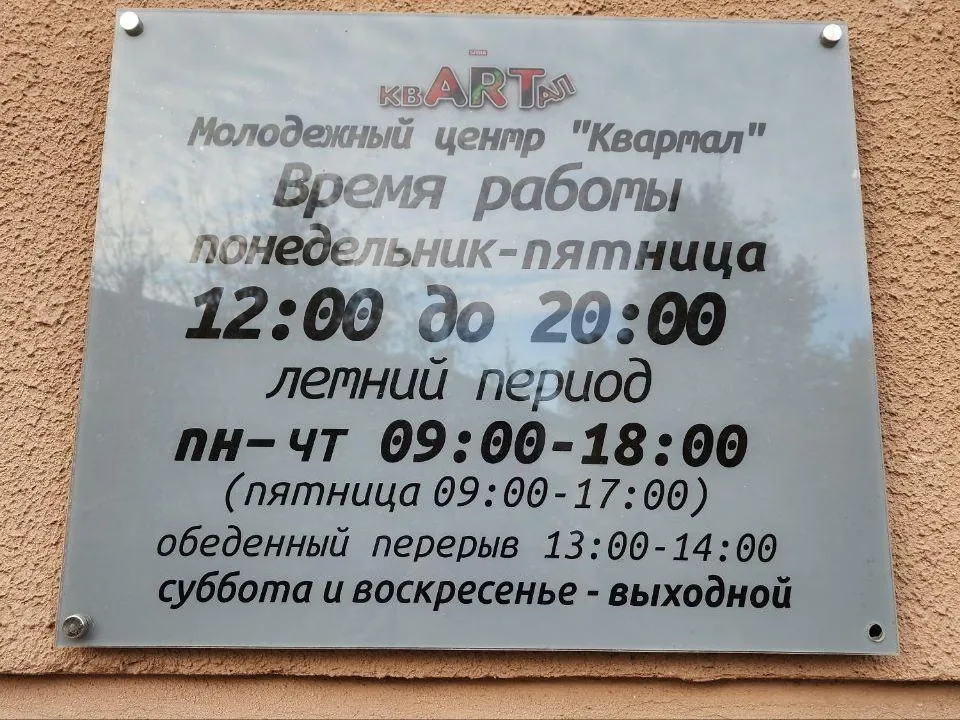 квARTал
Молодежный центр "Квартал"
Время работы
понедельник-пятница
12:00 до 20:00
летний период
пн-чт 09:00-18:00
(пятница 09:00-17:00)
обеденный перерыв 13:00-14:00
суббота и воскресенье - выходной